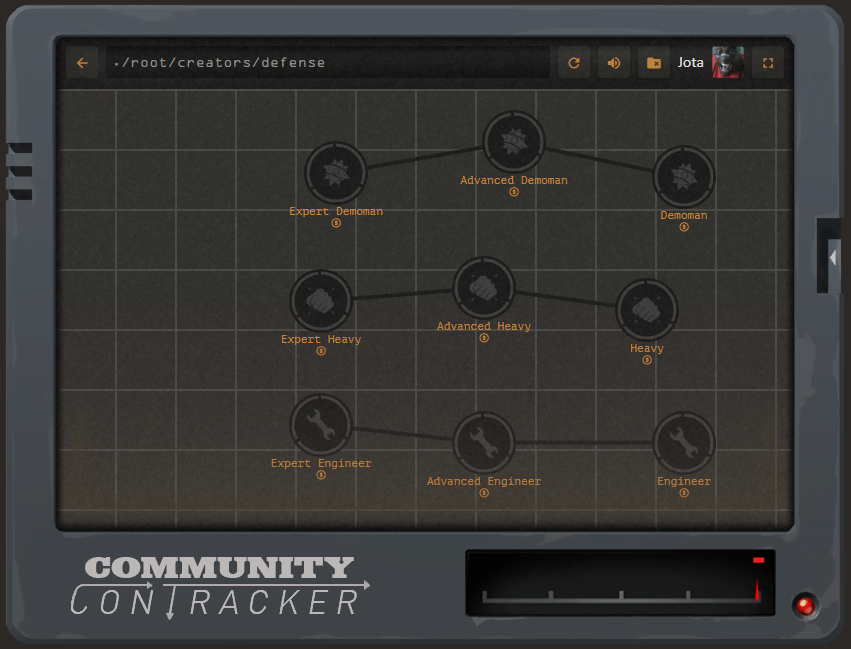 ./root/creators/defense
Jota
Advanced Demoman
Expert Demoman
Demoman
Advanced Heavy
Expert Heavy
Heavy
Expert Engineer
Advanced Engineer
Engineer
COMMUNITY
CONTRACKER